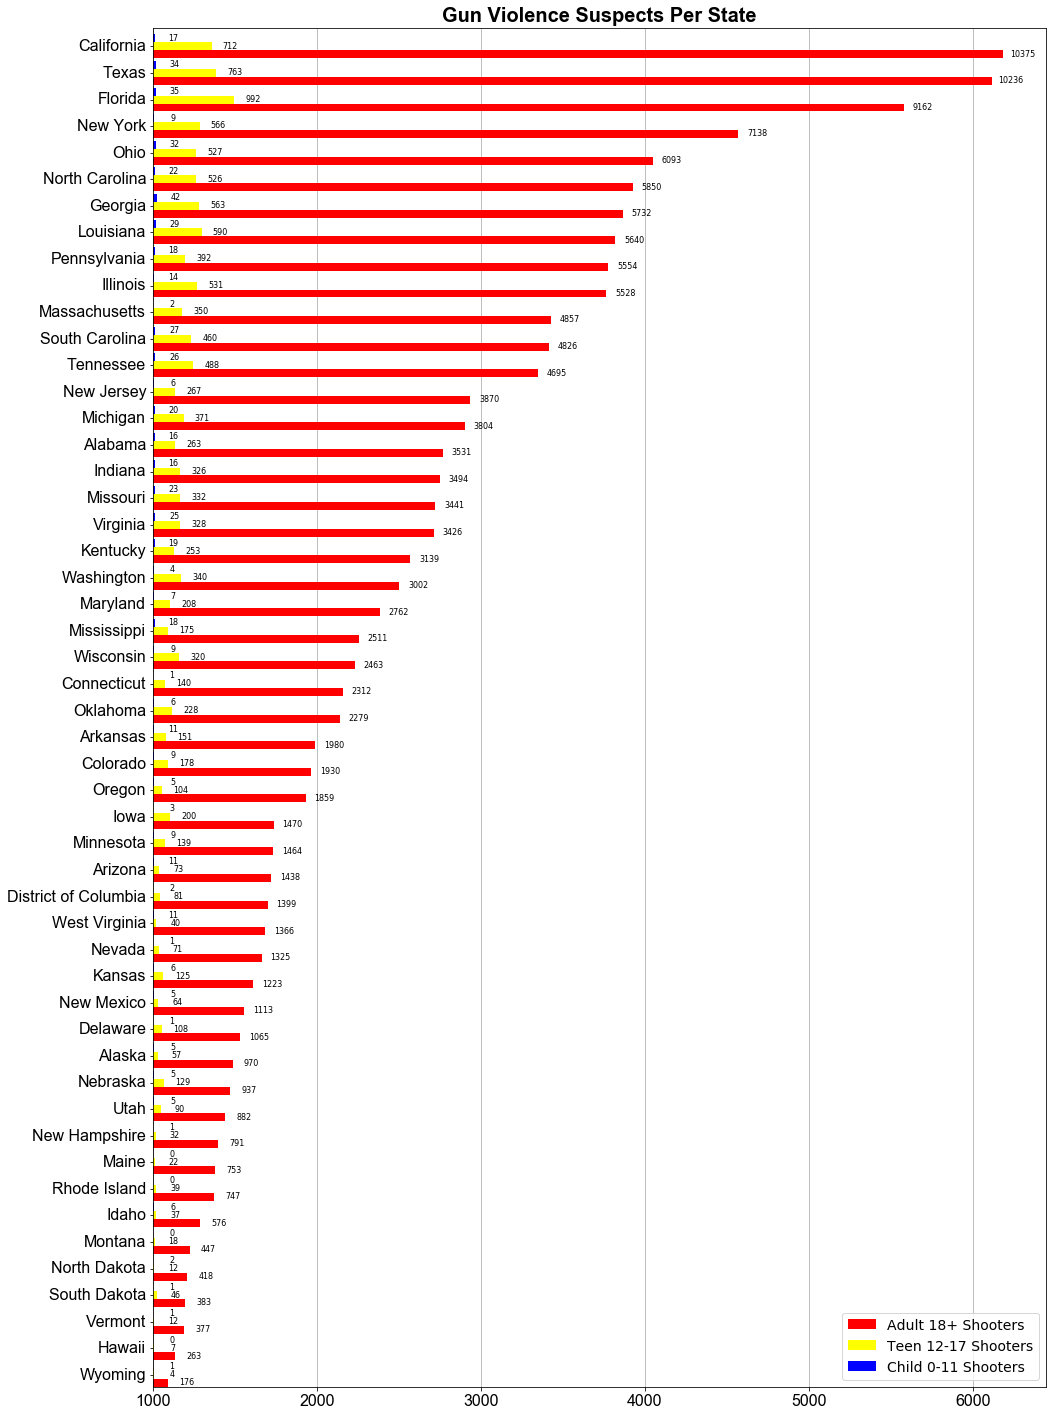 Gun Violence Suspects Per State
17
California 712
10375
34
Texas 763
10236
35
Florida 992
9162
9
New York 566
7138
32
Ohio 527
6093
22
North Carolina 526
5850
42
Georgia 563
5732
29
Louisiana 590
5640
18
Pennsylvania 392
5554
14
Illinois 531
5528
2
Massachusetts 350
4857
27
South Carolina 460
4826
26
Tennessee 488
4695
6
New Jersey 267
3870
20
Michigan 371
3804
16
Alabama 263
3531
16
Indiana 326
3494
23
Missouri 332
3441
25
Virginia 328
3426
19
Kentucky 253
3139
4
Washington 340
3002
7
Maryland 208
2762
18
Mississippi 175
2511
9
Wisconsin 320
2463
1
Connecticut 140
2312
6
Oklahoma 228
2279
11
Arkansas 151
1980
9
Colorado 178
1930
5
Oregon 104
1859
3
Iowa 200
1470
9
Minnesota 139
1464
11
Arizona 73
1438
2
District of Columbia 81
1399
11
West Virginia 40
1366
1
Nevada 71
1325
6
Kansas 125
1223
5
New Mexico 64
1113
1
Delaware 108
1065
5
Alaska 57
970
5
Nebraska 129
937
5
Utah 90
882
1
New Hampshire 32
791
0
Maine 22
753
0
Rhode Island 39
747
6
Idaho 37
576
0
Montana 18
447
2
North Dakota 12
418
1
South Dakota 46
383
1
Vermont 12
377
0
Hawaii 7
263
1
Wyoming 4
176
Adult 18+ Shooters
Teen 12-17 Shooters
Child 0-11 Shooters
1000 2000 3000 4000 5000 6000